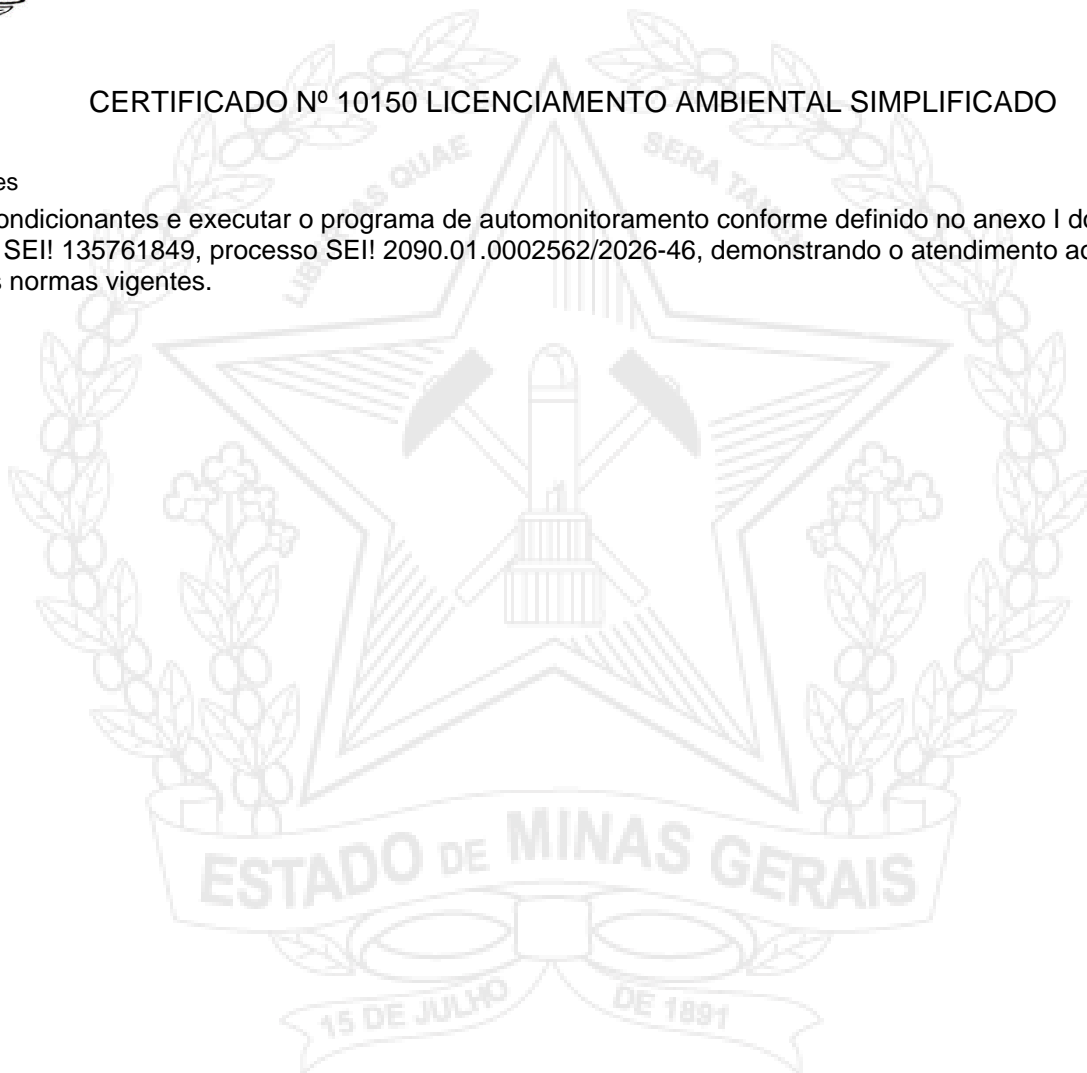 CERTIFICADO Nº 10150 LICENCIAMENTO AMBIENTAL SIMPLIFICADO
es
ondicionantes e executar o programa de automonitoramento conforme definido no anexo I do
SEI! 135761849, processo SEI! 2090.01.0002562/2026-46, demonstrando o atendimento ao
s normas vigentes.
LIBERTAS QUAE SERA TAMEN
ESTADO DE MINAS GERAIS
15 DE JULHO DE 1891